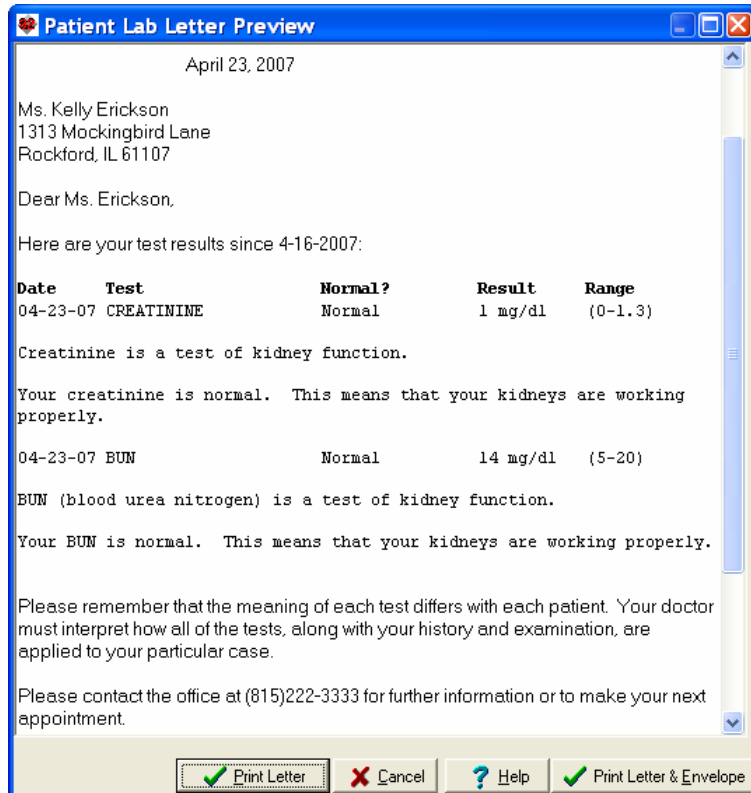 Patient Lab Letter Preview
April 23, 2007
Ms. Kelly Erickson
1313 Mockingbird Lane
Rockford, IL 61107
Dear Ms. Erickson,
Here are your test results since 4-16-2007:
Date Test Normal? Result Range
04-23-07 CREATININE Normal 1 mg/dl (0-1.3)
Creatinine is a test of kidney function.
Your creatinine is normal. This means that your kidneys are working
properly.
04-23-07 BUN Normal 14 mg/dl (5-20)
BUN (blood urea nitrogen) is a test of kidney function.
Your BUN is normal. This means that your kidneys are working properly.
Please remember that the meaning of each test differs with each patient. Your doctor
must interpret how all of the tests, along with your history and examination, are
applied to your particular case.
Please contact the office at (815)222-3333 for further information or to make your next
appointment.
Print Letter Cancel Help Print Letter & Envelope